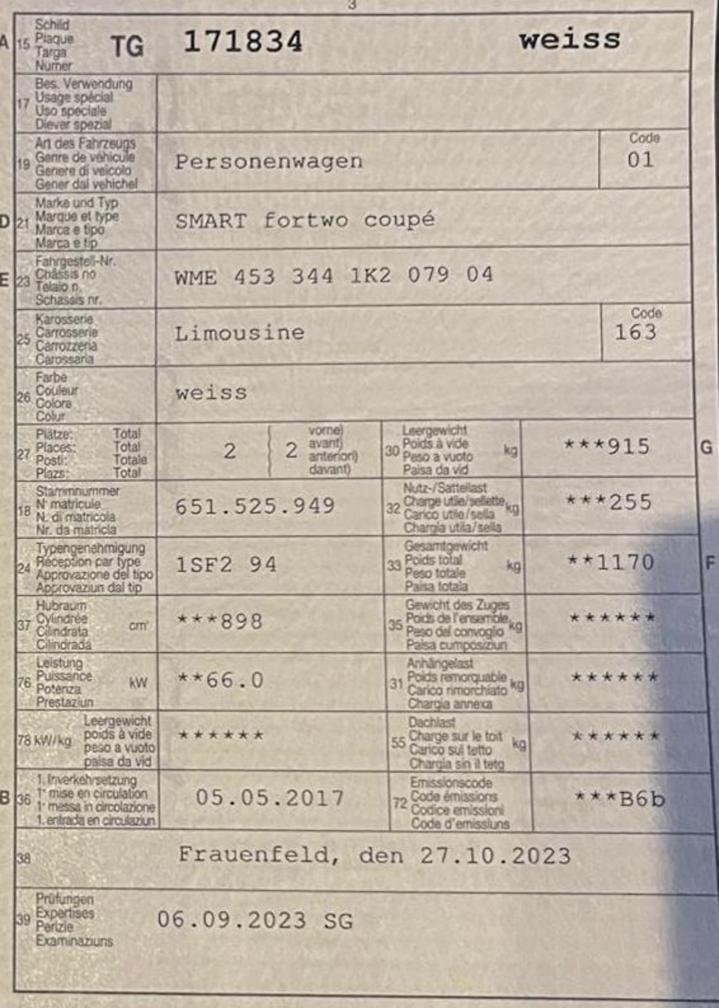 3
A 15 Schild
Plaque
Targa
Numer
TG 171834 weiss
17 Bes. Verwendung
Usage spécial
Uso speciale
Diever spezial
19 Art des Fahrzeugs
Genre de véhicule
Genere di veicolo
Gener dal vehichel
Personenwagen
Code
01
D 21 Marke und Typ
Marque et type
Marca e tipo
Marca e tip
SMART fortwo coupé
E 23 Fahrgestell-Nr.
Châssis no
Telaio n.
Schassis nr.
WME 453 344 1K2 079 04
25 Karosserie
Carrosserie
Carrozzeria
Carossaria
Limousine
Code
163
26 Farbe
Couleur
Colore
Colur
weiss
27 Plätze: Total
Places: Total
Posti: Totale
Plazs: Total
2
2 vorne)
avant)
anteriori)
davant)
30 Leergewicht
Poids à vide
Peso a vuoto
Paisa da vid
kg
***915
G
18 Stammnummer
N° matricule
N. di matricola
Nr. da matricla
651.525.949
32 Nutz-/Sattellast
Charge utile/sellette
Carico utile/sella
Chargia utila/sella
kg
***255
24 Typengenehmigung
Réception par type
Approvazione del tipo
Approvaziun dal tip
1SF2 94
33 Gesamtgewicht
Poids total
Peso totale
Paisa totala
kg
**1170
F
37 Hubraum
Cylindrée
Cilindrata
Cilindrada
cm³
***898
35 Gewicht des Zuges
Poids de l'ensemble
Peso del convoglio
Paisa cumposiziun
kg
******
76 Leistung
Puissance
Potenza
Prestaziun
kW
**66.0
31 Anhängelast
Poids remorquable
Carico rimorchiato
Chargia annexa
kg
******
78 kW/kg Leergewicht
poids à vide
peso a vuoto
paisa da vid
******
55 Dachlast
Charge sur le toit
Carico sul tetto
Chargia sin il tetg
kg
******
B 36 1. Inverkehrsetzung
1re mise en circulation
1a messa in circolazione
1. entrada en circulaziun
05.05.2017
72 Emissionscode
Code émissions
Codice emissioni
Code d'emissiuns
***B6b
38 Frauenfeld, den 27.10.2023
39 Prüfungen
Expertises
Perizie
Examinaziuns
06.09.2023 SG